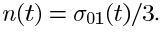 n(t) = σ₀₁(t)/3.